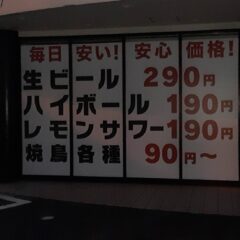 毎日安い!安心価格!
生ビール 290円
ハイボール 190円
レモンサワー190円
焼鳥各種 90円～